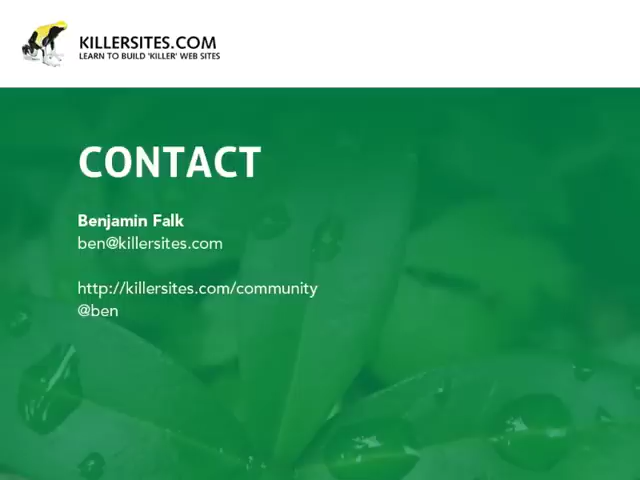 KILLERSITES.COM
LEARN TO BUILD 'KILLER' WEB SITES
CONTACT
Benjamin Falk
ben@killersites.com
http://killersites.com/community
@ben